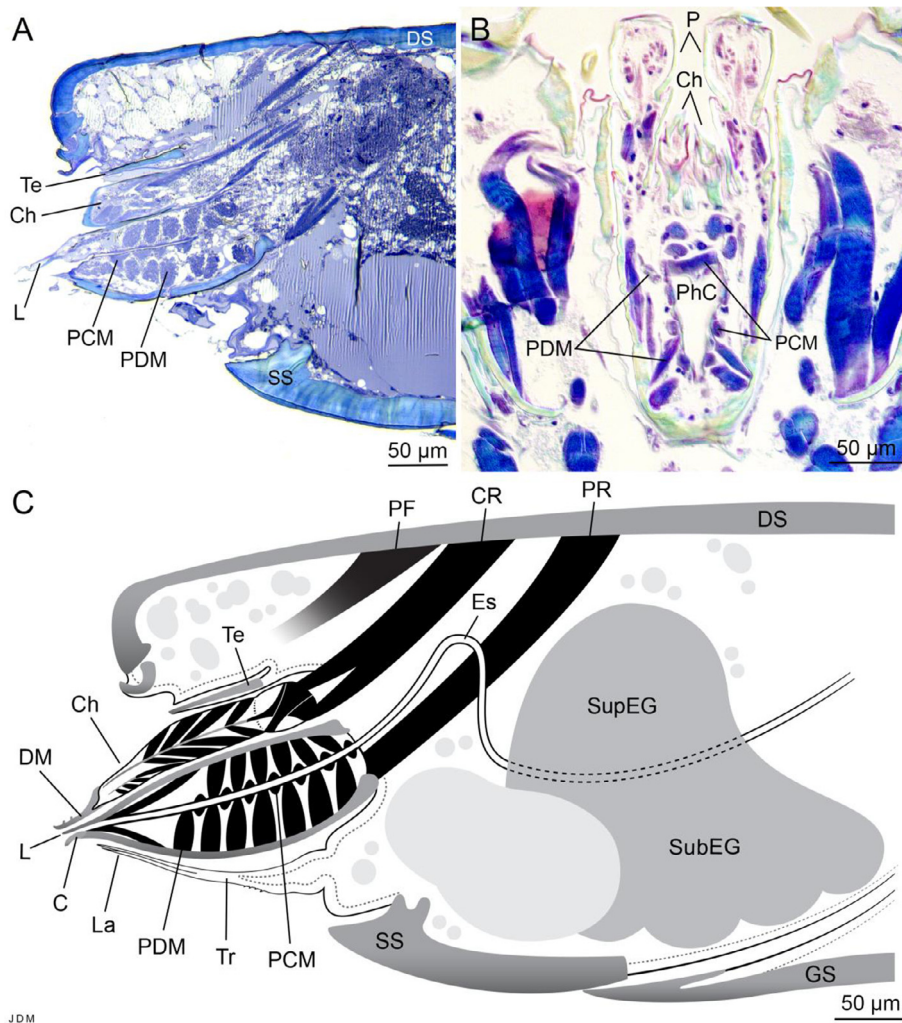 A
DS
Te
Ch
L
PCM
PDM
SS
50 µm
B
P
Ch
PhC
PDM
PCM
50 µm
C
PF
CR
PR
DS
Es
Te
Ch
SupEG
DM
SubEG
L
C
La
PDM
Tr
PCM
SS
GS
50 µm
JDM